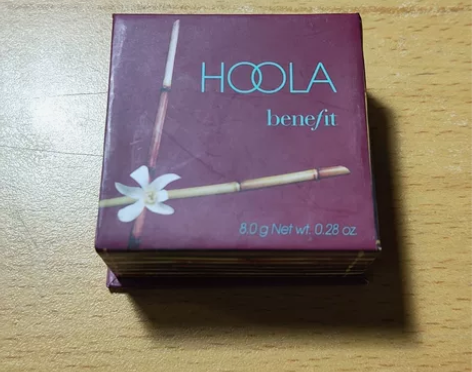 HOOLA
benefit
8.0 g Net wt. 0.28 oz.